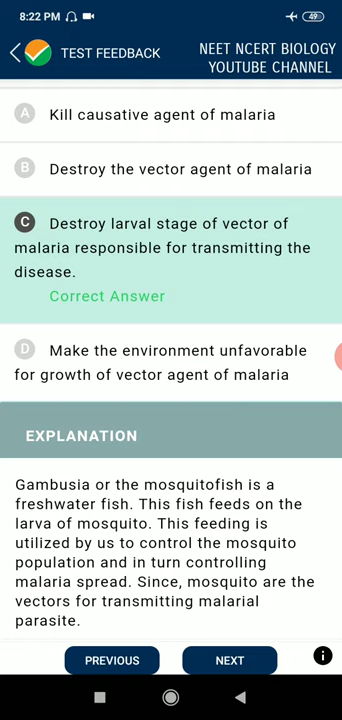 8:22 PM
49
TEST FEEDBACK
NEET NCERT BIOLOGY
YOUTUBE CHANNEL
A Kill causative agent of malaria
B Destroy the vector agent of malaria
C Destroy larval stage of vector of
malaria responsible for transmitting the
disease.
Correct Answer
D Make the environment unfavorable
for growth of vector agent of malaria
EXPLANATION
Gambusia or the mosquitofish is a
freshwater fish. This fish feeds on the
larva of mosquito. This feeding is
utilized by us to control the mosquito
population and in turn controlling
malaria spread. Since, mosquito are the
vectors for transmitting malarial
parasite.
PREVIOUS
NEXT